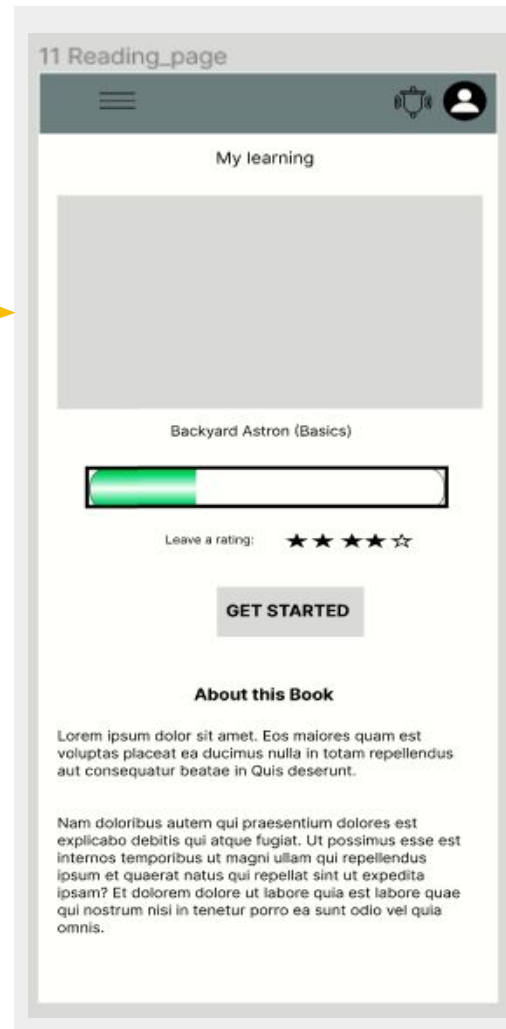 11 Reading_page
My learning
Backyard Astron (Basics)
Leave a rating:
GET STARTED
About this Book
Lorem ipsum dolor sit amet. Eos maiores quam est
voluptas placeat ea ducimus nulla in totam repellendus
aut consequatur beatae in Quis deserunt.
Nam doloribus autem qui praesentium dolores est
explicabo debitis qui atque fugiat. Ut possimus esse est
internos temporibus ut magni ullam qui repellendus
ipsum et quaerat natus qui repellat sint ut expedita
ipsam? Et dolorem dolore ut labore quia est labore quae
qui nostrum nisi in tenetur porro ea sunt odio vel quia
omnis.